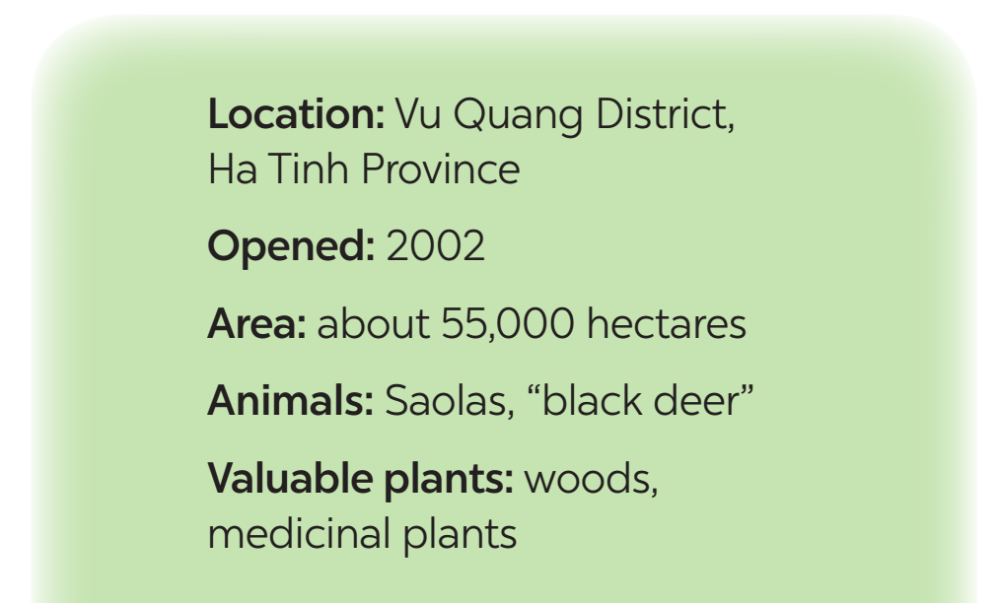 Location: Vu Quang District,
Ha Tinh Province
Opened: 2002
Area: about 55,000 hectares
Animals: Saolas, “black deer”
Valuable plants: woods,
medicinal plants